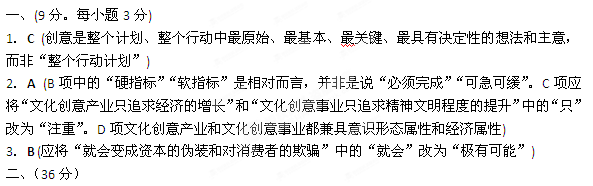 一、(9分。每小题 3分)
1. C (创意是整个计划、整个行动中最原始、最基本、最关键、最具有决定性的想法和主意，
而非“整个行动计划”)
2. A (B项中的“硬指标”“软指标”是相对而言，并非是说“必须完成”“可急可缓”。C项应
将“文化创意产业只追求经济的增长”和“文化创意事业只追求精神文明程度的提升”中的“只”
改为“注重”。D项文化创意产业和文化创意事业都兼具意识形态属性和经济属性)
3. B(应将“就会变成资本的伪装和对消费者的欺骗”中的“就会”改为“极有可能”)
二、（36分）